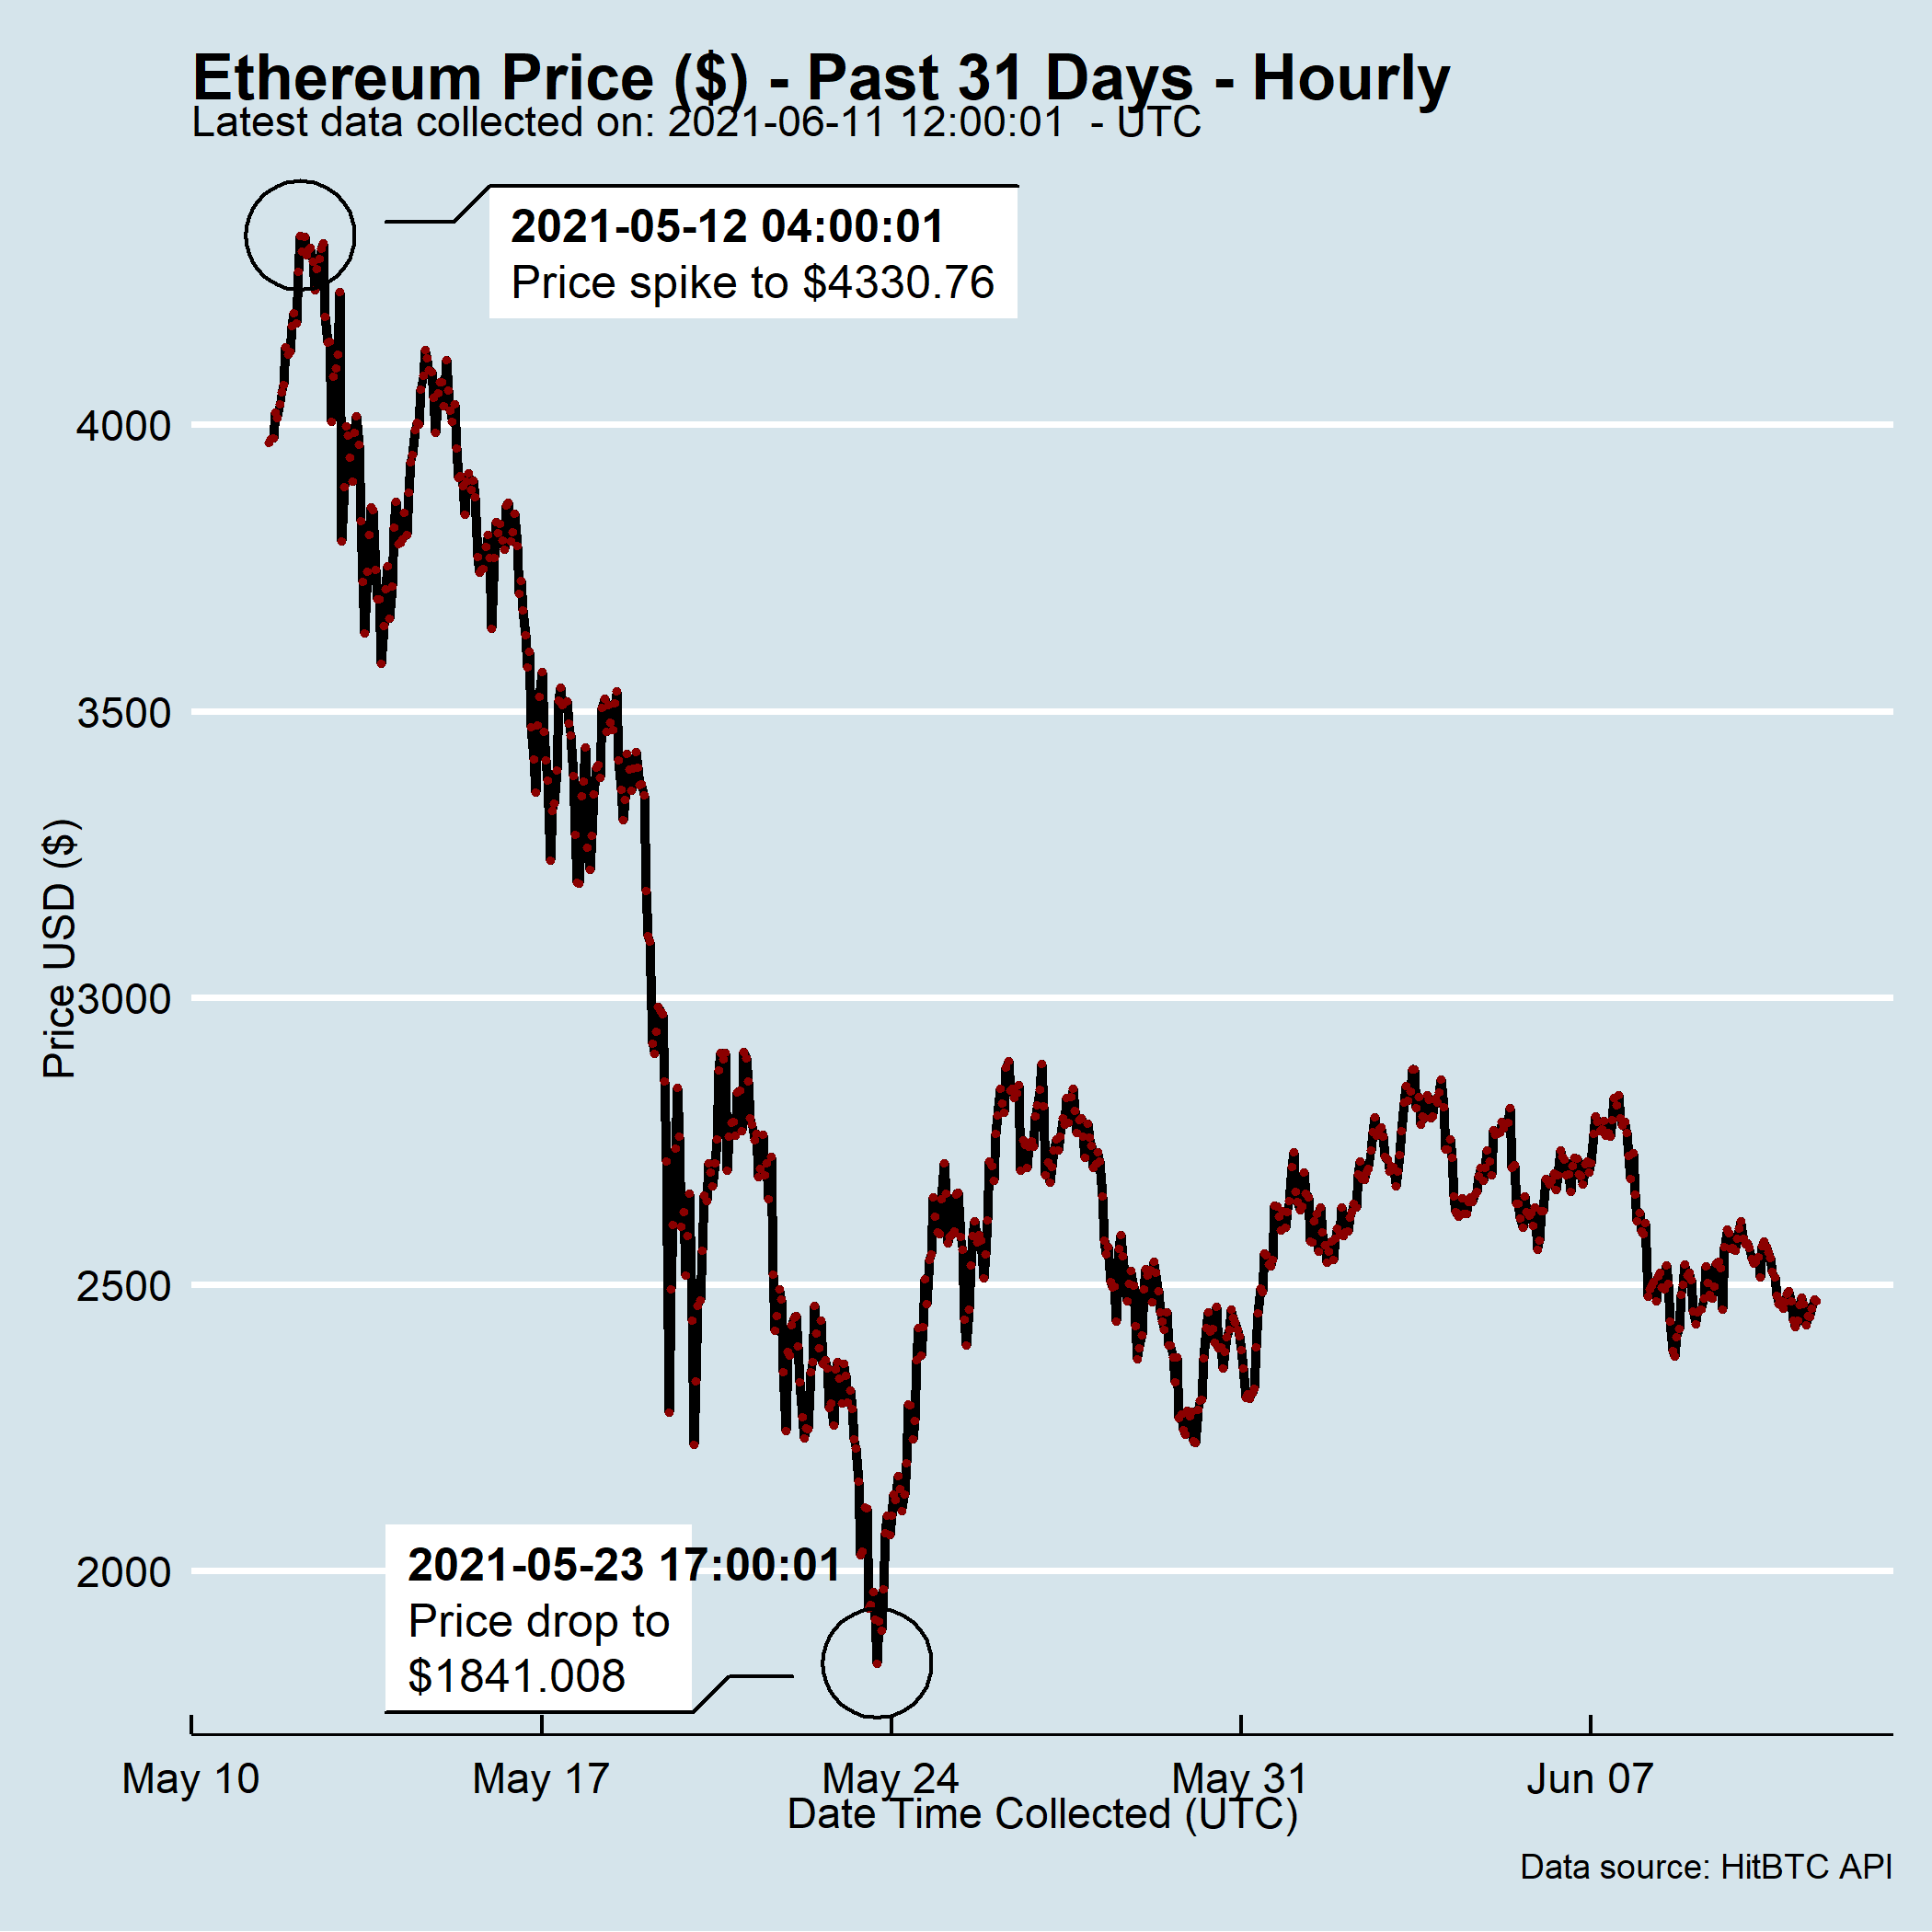 Ethereum Price ($) - Past 31 Days - Hourly
Latest data collected on: 2021-06-11 12:00:01  - UTC
2021-05-12 04:00:01
Price spike to $4330.76
4000
3500
3000
2500
2000
Price USD ($)
2021-05-23 17:00:01
Price drop to
$1841.008
May 10
May 17
May 24
May 31
Jun 07
Date Time Collected (UTC)
Data source: HitBTC API